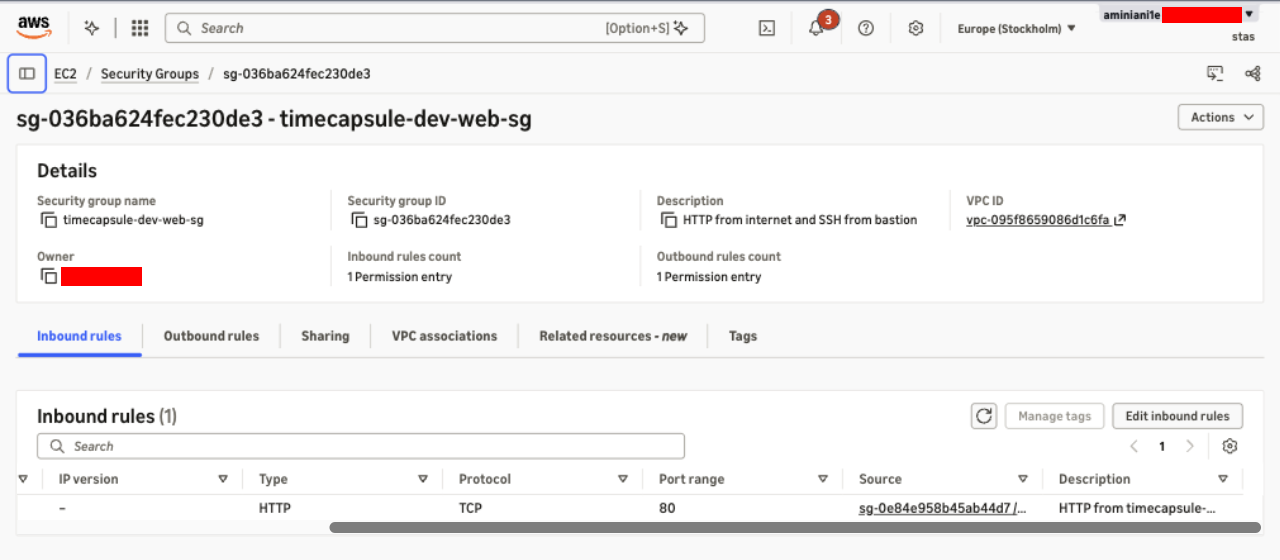 aws
Search [Option+S]
3
Europe (Stockholm)
aminiani1e
stas
EC2 / Security Groups / sg-036ba624fec230de3
sg-036ba624fec230de3 - timecapsule-dev-web-sg
Actions
Details
Security group name
timecapsule-dev-web-sg
Security group ID
sg-036ba624fec230de3
Description
HTTP from internet and SSH from bastion
VPC ID
vpc-095f8659086d1c6fa
Owner
Inbound rules count
1 Permission entry
Outbound rules count
1 Permission entry
Inbound rules Outbound rules Sharing VPC associations Related resources - new Tags
Inbound rules (1)
Manage tags Edit inbound rules
Search
1
IP version Type Protocol Port range Source Description
– HTTP TCP 80 sg-0e84e958b45ab44d7 /... HTTP from timecapsule-...